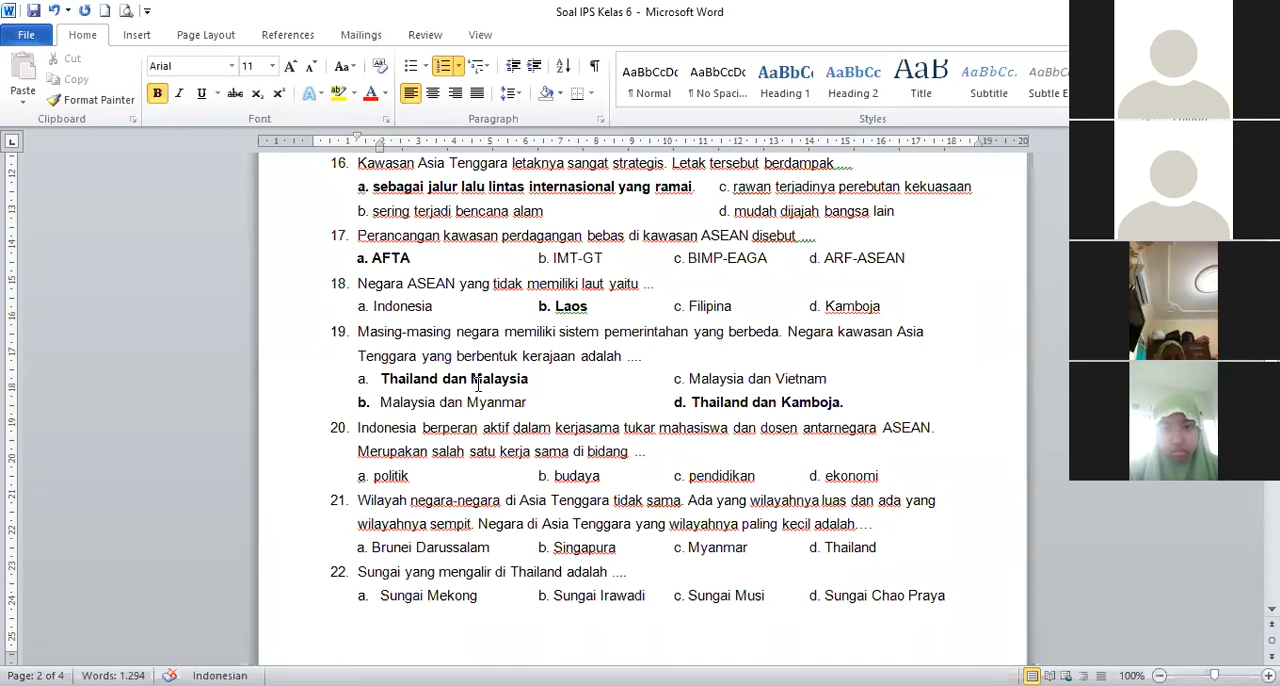 Soal IPS Kelas 6 - Microsoft Word
File Home Insert Page Layout References Mailings Review View
Cut
Copy
Format Painter
Paste
Arial 11
AaBbCcDc AaBbCcDc AaBbC AaBbCc AaB AaBbCc. AaBbCcDc
¶ Normal ¶ No Spaci... Heading 1 Heading 2 Title Subtitle Subtle E
Clipboard Font Paragraph Styles
16. Kawasan Asia Tenggara letaknya sangat strategis. Letak tersebut berdampak....
a. sebagai jalur lalu lintas internasional yang ramai. c. rawan terjadinya perebutan kekuasaan
b. sering terjadi bencana alam d. mudah dijajah bangsa lain
17. Perancangan kawasan perdagangan bebas di kawasan ASEAN disebut ....
a. AFTA b. IMT-GT c. BIMP-EAGA d. ARF-ASEAN
18. Negara ASEAN yang tidak memiliki laut yaitu ...
a. Indonesia b. Laos c. Filipina d. Kamboja
19. Masing-masing negara memiliki sistem pemerintahan yang berbeda. Negara kawasan Asia
Tenggara yang berbentuk kerajaan adalah ....
a. Thailand dan Malaysia c. Malaysia dan Vietnam
b. Malaysia dan Myanmar d. Thailand dan Kamboja.
20. Indonesia berperan aktif dalam kerjasama tukar mahasiswa dan dosen antarnegara ASEAN.
Merupakan salah satu kerja sama di bidang ...
a. politik b. budaya c. pendidikan d. ekonomi
21. Wilayah negara-negara di Asia Tenggara tidak sama. Ada yang wilayahnya luas dan ada yang
wilayahnya sempit. Negara di Asia Tenggara yang wilayahnya paling kecil adalah....
a. Brunei Darussalam b. Singapura c. Myanmar d. Thailand
22. Sungai yang mengalir di Thailand adalah ....
a. Sungai Mekong b. Sungai Irawadi c. Sungai Musi d. Sungai Chao Praya
Page: 2 of 4 Words: 1.294 Indonesian 100%